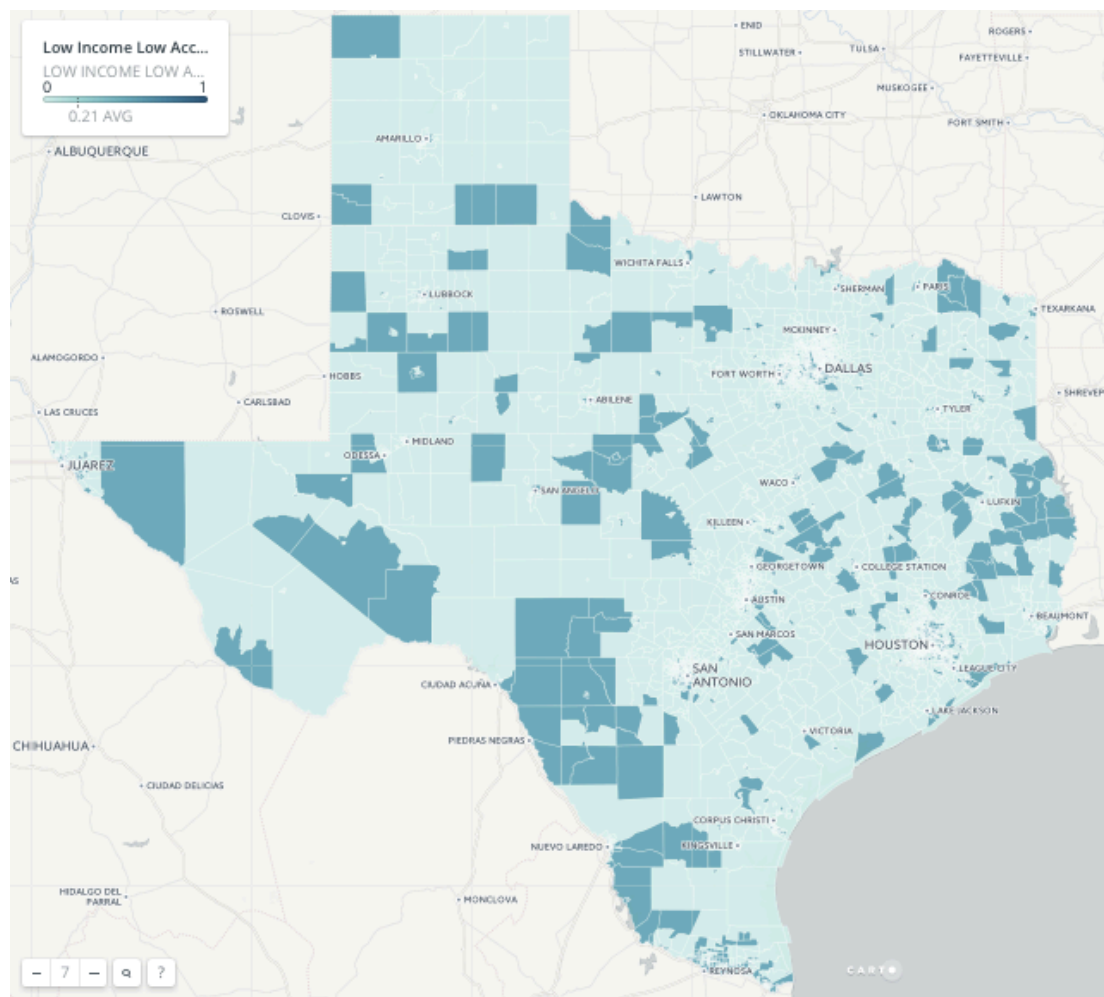 Low Income Low Acc...
LOW INCOME LOW A...
0 1
0.21 AVG
ENID
STILLWATER
TULSA
ROGERS
FAYETTEVILLE
MUSKOGEE
OKLAHOMA CITY
FORT SMITH
AMARILLO
ALBUQUERQUE
LAWTON
CLOVIS
WICHITA FALLS
SHERMAN
PARIS
LUBBOCK
TEXARKANA
ROSWELL
MCKINNEY
ALAMOGORDO
HOBBS
FORT WORTH
DALLAS
SHREVEP
CARLSBAD
ABILENE
LAS CRUCES
TYLER
MIDLAND
ODESSA
JUAREZ
WACO
SAN ANGELO
LUFKIN
KILLEEN
GEORGETOWN
COLLEGE STATION
AS
AUSTIN
CONROE
BEAUMONT
SAN MARCOS
HOUSTON
SAN
ANTONIO
LEAGUE CITY
CIUDAD ACUÑA
LAKE JACKSON
VICTORIA
PIEDRAS NEGRAS
CHIHUAHUA
CIUDAD DELICIAS
CORPUS CHRISTI
NUEVO LAREDO
KINGSVILLE
HIDALGO DEL
PARRAL
MONCLOVA
REYNOSA
CARTO
− 7 − ?